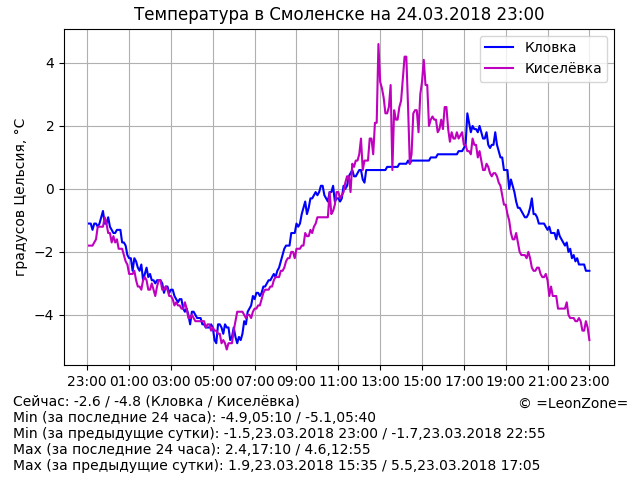 Температура в Смоленске на 24.03.2018 23:00
Кловка
Киселёвка
градусов Цельсия, °C
4
2
0
−2
−4
23:00 01:00 03:00 05:00 07:00 09:00 11:00 13:00 15:00 17:00 19:00 21:00 23:00
Сейчас: -2.6 / -4.8 (Кловка / Киселёвка)
© =LeonZone=
Min (за последние 24 часа): -4.9,05:10 / -5.1,05:40
Min (за предыдущие сутки): -1.5,23.03.2018 23:00 / -1.7,23.03.2018 22:55
Max (за последние 24 часа): 2.4,17:10 / 4.6,12:55
Max (за предыдущие сутки): 1.9,23.03.2018 15:35 / 5.5,23.03.2018 17:05